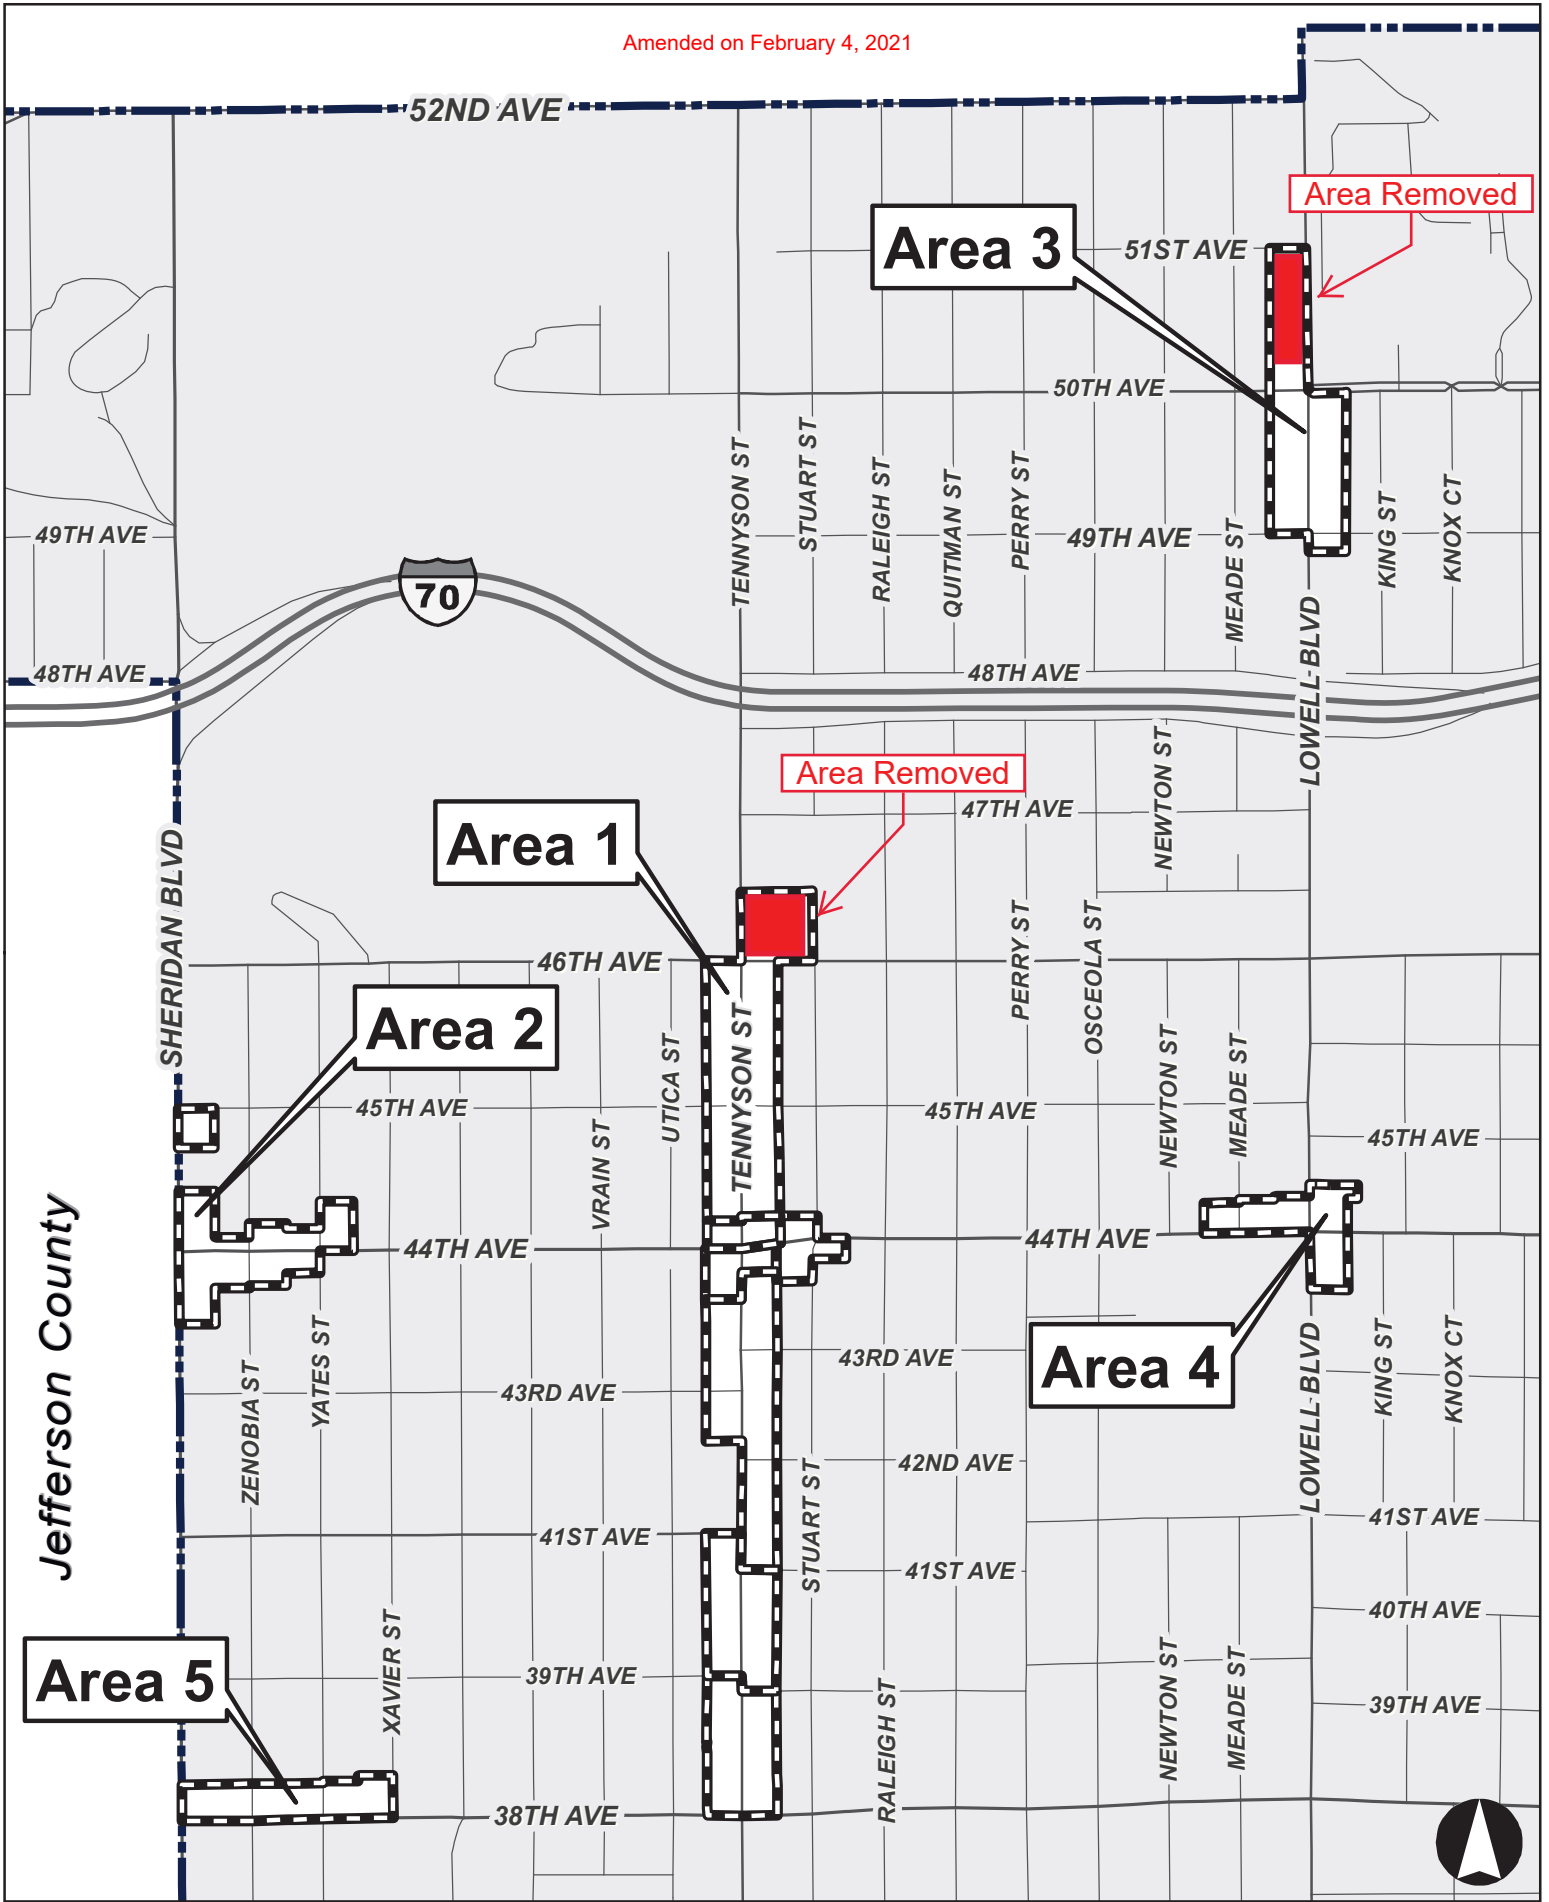 Amended on February 4, 2021
52ND AVE
Area Removed
Area 3
51ST AVE
50TH AVE
TENNYSON ST
STUART ST
RALEIGH ST
QUITMAN ST
PERRY ST
49TH AVE
49TH AVE
MEADE ST
KING ST
KNOX CT
70
48TH AVE
48TH AVE
LOWELL BLVD
NEWTON ST
Area Removed
47TH AVE
Area 1
SHERIDAN BLVD
46TH AVE
PERRY ST
OSCEOLA ST
Area 2
UTICA ST
TENNYSON ST
NEWTON ST
MEADE ST
45TH AVE
45TH AVE
45TH AVE
VRAIN ST
Jefferson County
44TH AVE
44TH AVE
YATES ST
ZENOBIA ST
43RD AVE
43RD AVE
Area 4
LOWELL BLVD
KING ST
KNOX CT
42ND AVE
STUART ST
41ST AVE
41ST AVE
41ST AVE
40TH AVE
XAVIER ST
Area 5
39TH AVE
RALEIGH ST
NEWTON ST
MEADE ST
39TH AVE
38TH AVE